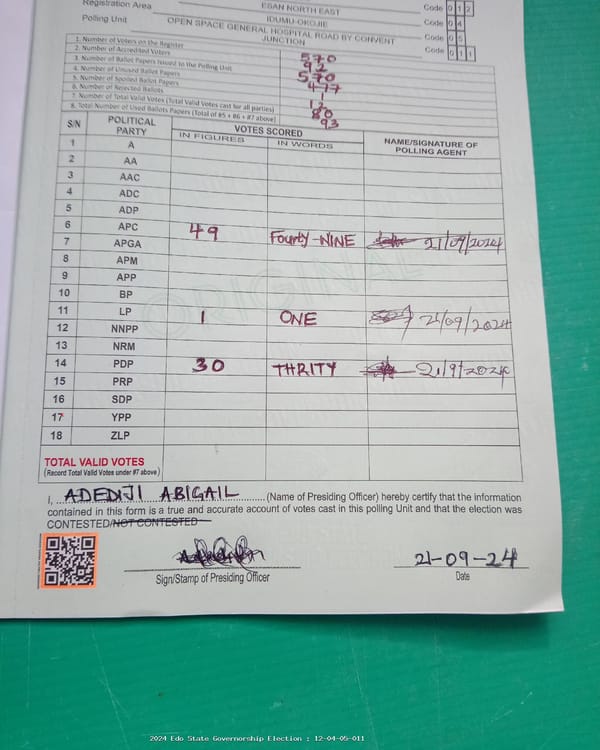 Registration Area ESAN NORTH EAST Code 0 1 2
Polling Unit IDUMU-OKOJIE Code 0 4
OPEN SPACE GENERAL HOSPITAL ROAD BY CONVENT JUNCTION Code 0 5
Code 0 1 1
1. Number of Voters on the Register 570
2. Number of Accredited Voters 92
3. Number of Ballot Papers Issued to the Polling Unit 570
4. Number of Unused Ballot Papers 477
5. Number of Spoiled Ballot Papers
6. Number of Rejected Ballots
7. Number of Total Valid Votes (Total Valid Votes cast for all parties) 80
8. Total Number of Used Ballots Papers (Total of #5 + #6 + #7 above) 93
S/N POLITICAL PARTY VOTES SCORED NAME/SIGNATURE OF POLLING AGENT
IN FIGURES IN WORDS
1 A
2 AA
3 AAC
4 ADC
5 ADP
6 APC 49 Fourty-NINE 21/09/2024
7 APGA
8 APM
9 APP
10 BP
ORIGINAL
11 LP 1 ONE 21/09/2024
12 NNPP
13 NRM
14 PDP 30 THRITY 21/9/2024
15 PRP
16 SDP
17 YPP
18 ZLP
TOTAL VALID VOTES
(Record Total Valid Votes under #7 above)
I, ADEDIJI ABIGAIL (Name of Presiding Officer) hereby certify that the information
contained in this form is a true and accurate account of votes cast in this polling Unit and that the election was
CONTESTED/NOT CONTESTED
21-09-24
Sign/Stamp of Presiding Officer Date
2024 Edo State Governorship Election : 12-04-05-011